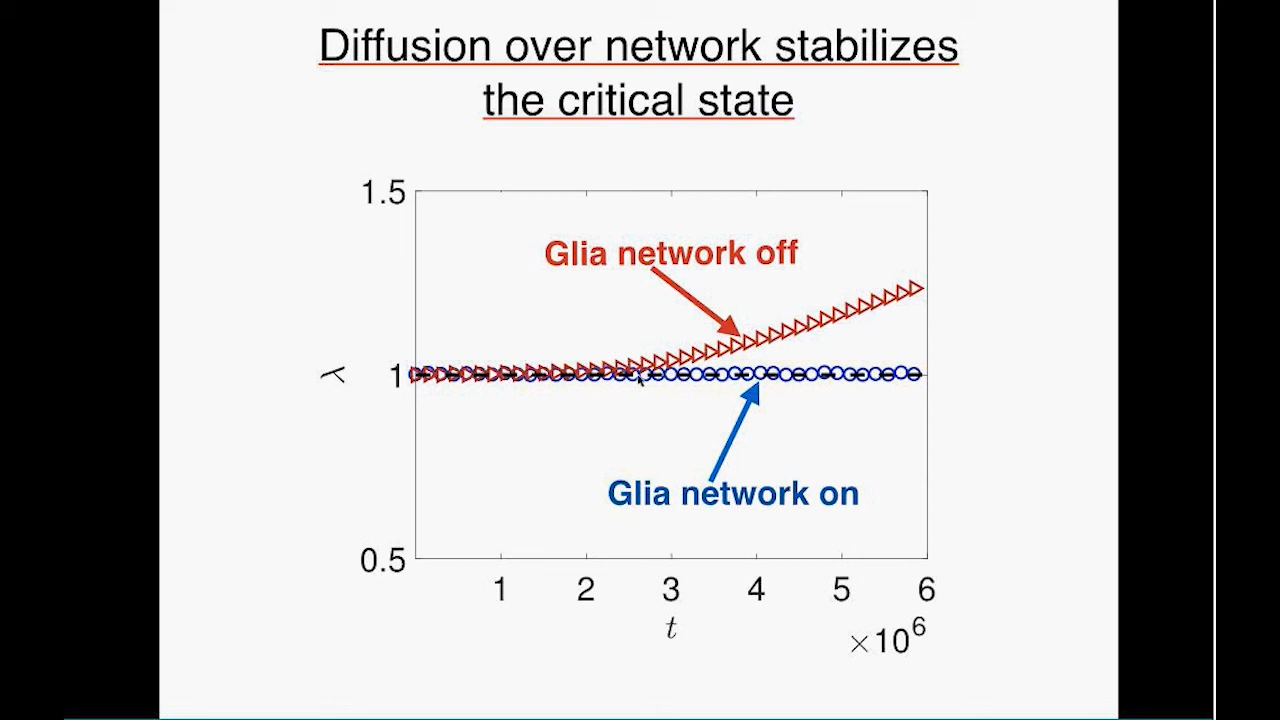 Diffusion over network stabilizes
the critical state
1.5
Glia network off
λ
1
Glia network on
0.5
1 2 3 4 5 6
t
×10⁶